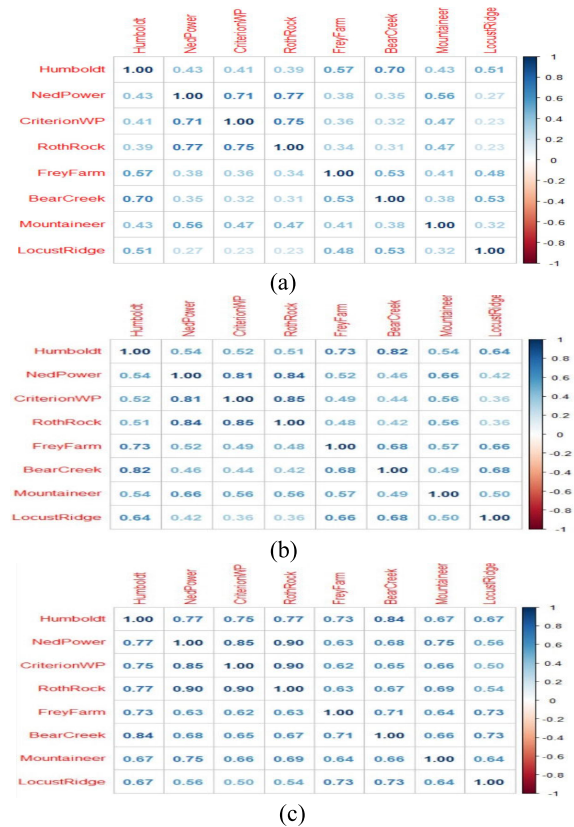 Humboldt NedPower CriterionWP RothRock FreyFarm BearCreek Mountaineer LocustRidge
Humboldt 1.00 0.43 0.41 0.39 0.57 0.70 0.43 0.51
NedPower 0.43 1.00 0.71 0.77 0.38 0.35 0.56 0.27
CriterionWP 0.41 0.71 1.00 0.75 0.36 0.32 0.47 0.23
RothRock 0.39 0.77 0.75 1.00 0.34 0.31 0.47 0.23
FreyFarm 0.57 0.38 0.36 0.34 1.00 0.53 0.41 0.48
BearCreek 0.70 0.35 0.32 0.31 0.53 1.00 0.38 0.53
Mountaineer 0.43 0.56 0.47 0.47 0.41 0.38 1.00 0.32
LocustRidge 0.51 0.27 0.23 0.23 0.48 0.53 0.32 1.00
1
0.8
0.6
0.4
0.2
0
-0.2
-0.4
-0.6
-0.8
-1
(a)
Humboldt NedPower CriterionWP RothRock FreyFarm BearCreek Mountaineer LocustRidge
Humboldt 1.00 0.54 0.52 0.51 0.73 0.82 0.54 0.64
NedPower 0.54 1.00 0.81 0.84 0.52 0.46 0.66 0.42
CriterionWP 0.52 0.81 1.00 0.85 0.49 0.44 0.56 0.36
RothRock 0.51 0.84 0.85 1.00 0.48 0.42 0.56 0.36
FreyFarm 0.73 0.52 0.49 0.48 1.00 0.68 0.57 0.66
BearCreek 0.82 0.46 0.44 0.42 0.68 1.00 0.49 0.68
Mountaineer 0.54 0.66 0.56 0.56 0.57 0.49 1.00 0.50
LocustRidge 0.64 0.42 0.36 0.36 0.66 0.68 0.50 1.00
1
0.8
0.6
0.4
0.2
0
-0.2
-0.4
-0.6
-0.8
-1
(b)
Humboldt NedPower CriterionWP RothRock FreyFarm BearCreek Mountaineer LocustRidge
Humboldt 1.00 0.77 0.75 0.77 0.73 0.84 0.67 0.67
NedPower 0.77 1.00 0.85 0.90 0.63 0.68 0.75 0.56
CriterionWP 0.75 0.85 1.00 0.90 0.62 0.65 0.66 0.50
RothRock 0.77 0.90 0.90 1.00 0.63 0.67 0.69 0.54
FreyFarm 0.73 0.63 0.62 0.63 1.00 0.71 0.64 0.73
BearCreek 0.84 0.68 0.65 0.67 0.71 1.00 0.66 0.73
Mountaineer 0.67 0.75 0.66 0.69 0.64 0.66 1.00 0.64
LocustRidge 0.67 0.56 0.50 0.54 0.73 0.73 0.64 1.00
1
0.8
0.6
0.4
0.2
0
-0.2
-0.4
-0.6
-0.8
-1
(c)